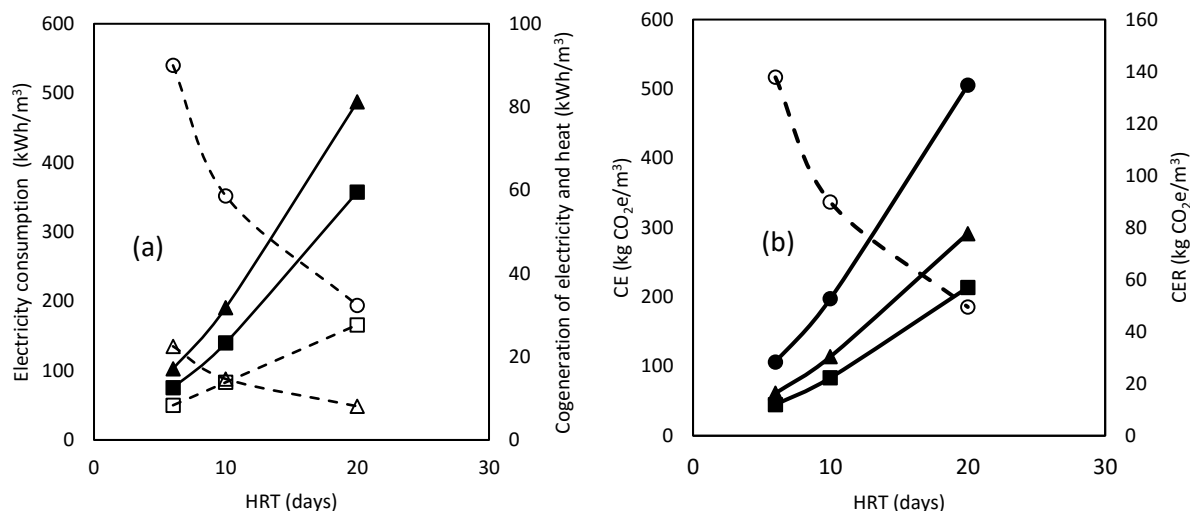 600
500
400
300
200
100
0
Electricity consumption (kWh/m³)
100
80
60
40
20
0
Cogeneration of electricity and heat (kWh/m³)
(a)
0 10 20 30
HRT (days)
600
500
400
300
200
100
0
CE (kg CO₂e/m³)
160
140
120
100
80
60
40
20
0
CER (kg CO₂e/m³)
(b)
0 10 20 30
HRT (days)